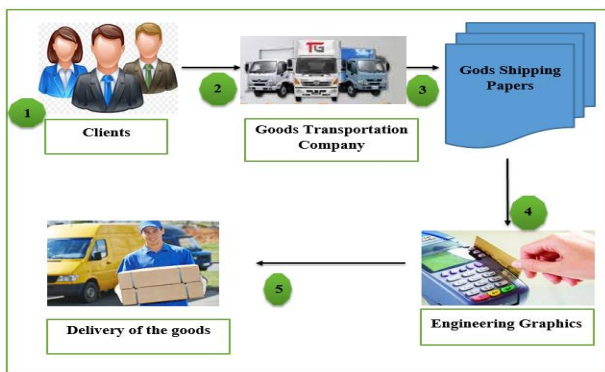 1
Clients
2
TG
Goods Transportation
Company
3
Gods Shipping
Papers
4
Engineering Graphics
5
Delivery of the goods